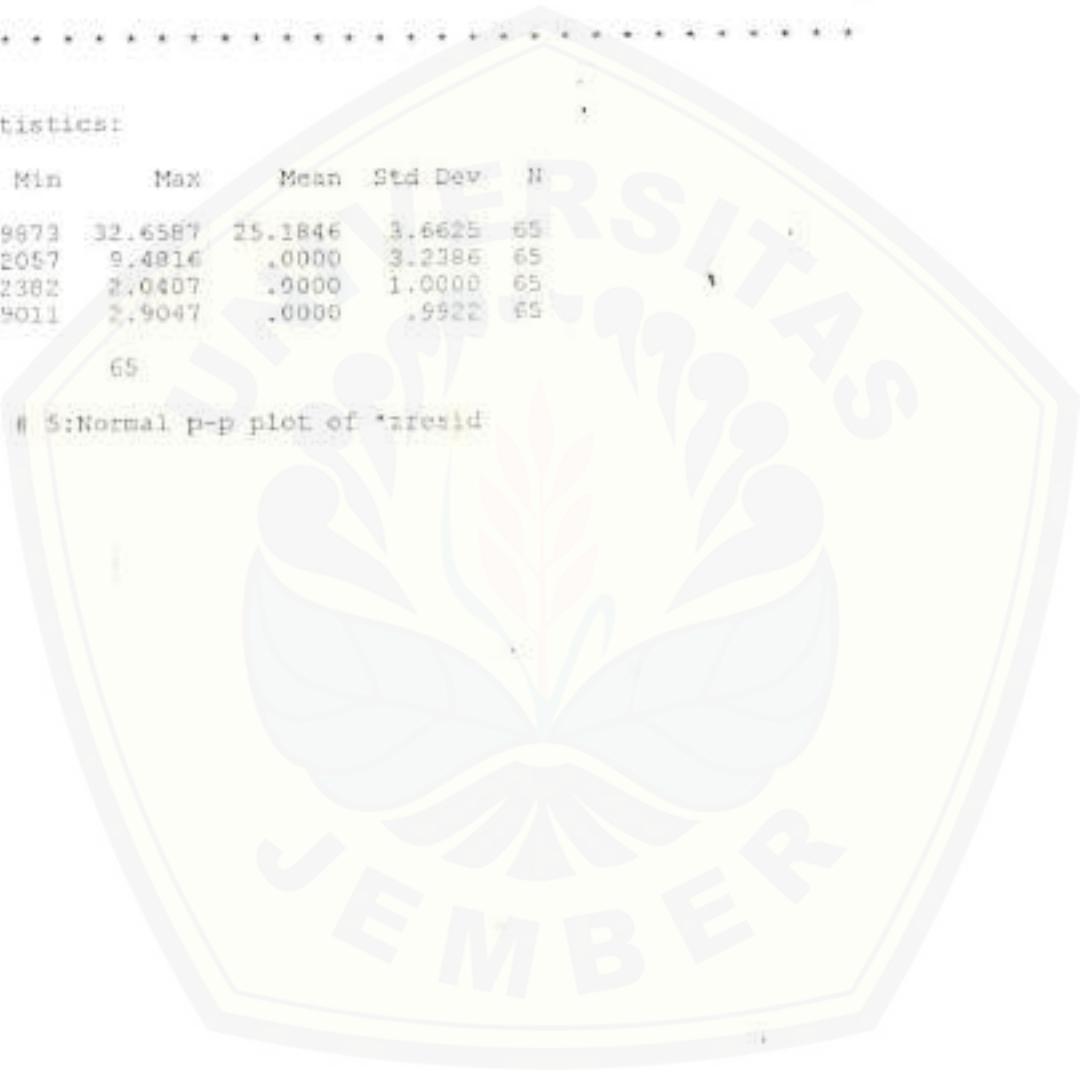 * * * * * * * * * * * * * * * * * * * * * * * * * * * *
tistics:
Min Max Mean Std Dev N
9873 32.6587 25.1846 3.6625 65
2057 9.4816 .0000 3.2386 65
2382 2.0407 .0000 1.0000 65
9011 2.9047 .0000 .9922 65
65
# 5:Normal p-p plot of *zresid
UNIVERSITAS
JEMBER